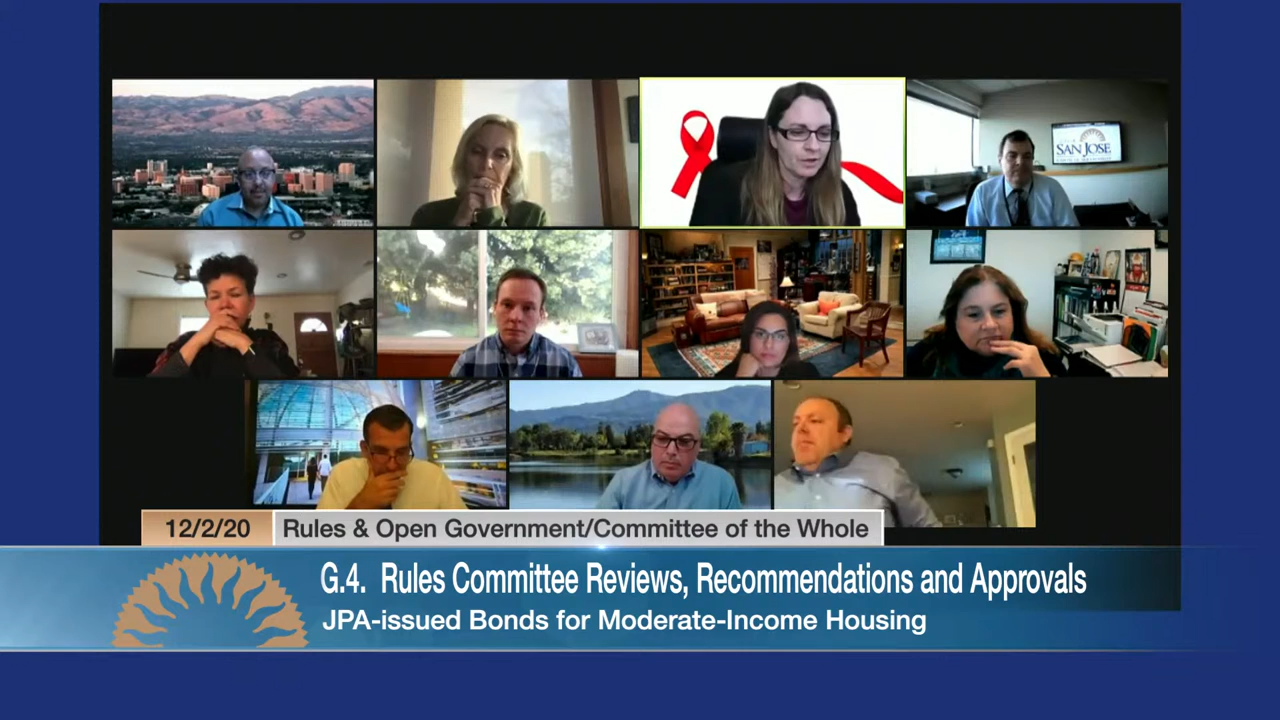 SAN JOSE
12/2/20
Rules & Open Government/Committee of the Whole
G.4. Rules Committee Reviews, Recommendations and Approvals
JPA-issued Bonds for Moderate-Income Housing